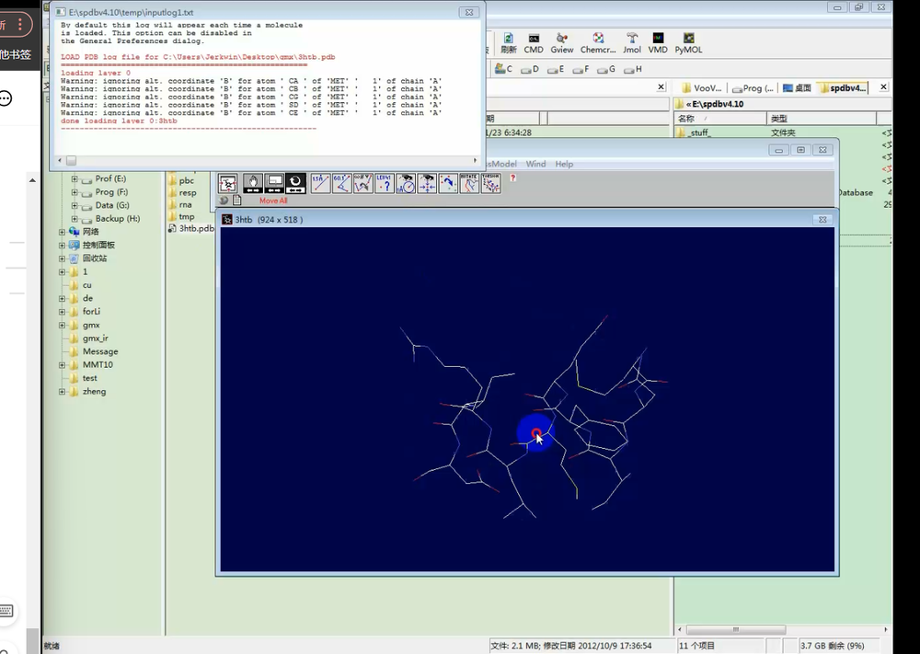 新
他书签
E:\spdbv4.10\temp\inputlog1.txt
By default this log will appear each time a molecule
is loaded. This option can be disabled in
the General Preferences dialog.
LOAD PDB log file for C:\Users\Jerkwin\Desktop\gmx\3htb.pdb
loading layer 0
Warning: ignoring alt. coordinate 'B' for atom ' CA ' of 'MET' '   1' of chain 'A'
Warning: ignoring alt. coordinate 'B' for atom ' CB ' of 'MET' '   1' of chain 'A'
Warning: ignoring alt. coordinate 'B' for atom ' CG ' of 'MET' '   1' of chain 'A'
Warning: ignoring alt. coordinate 'B' for atom ' SD ' of 'MET' '   1' of chain 'A'
Warning: ignoring alt. coordinate 'B' for atom ' CE ' of 'MET' '   1' of chain 'A'
done loading layer 0:3htb
刷新 CMD Gview Chemcr... Jmol VMD PyMOL
C D E F G H
VooV... Prog (... 桌面 spdbv4...
«E:\spdbv4.10
名称 类型
期
1/23 6:34:28
_stuff_ 文件夹
sModel Wind Help
Database
Move All
3htb (924 x 518 )
Prof (E:)
Prog (F:)
Data (G:)
Backup (H:)
网络
控制面板
回收站
1
cu
de
forLi
gmx
gmx_ir
Message
MMT10
test
zheng
pbc
resp
rna
tmp
3htb.pdb
就绪
文件: 2.1 MB; 修改日期 2012/10/9 17:36:54
11 个项目
3.7 GB 剩余 (9%)